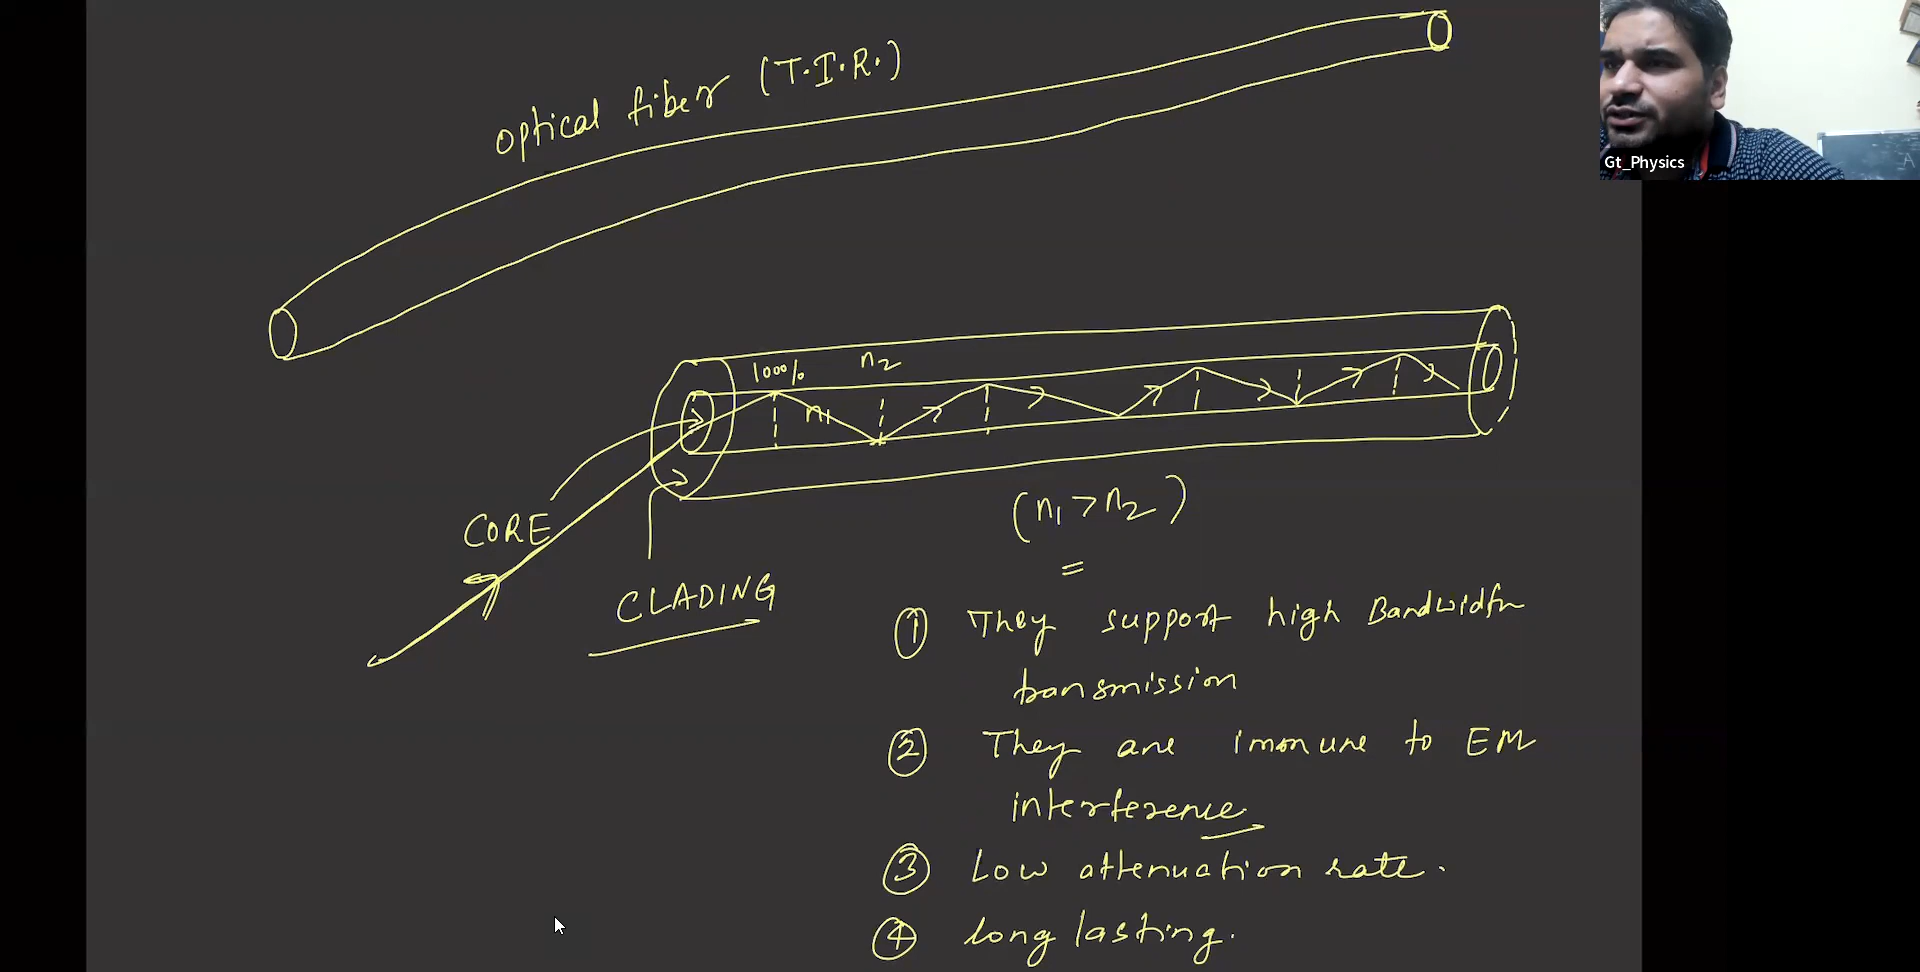 optical fiber (T.I.R.)
Gt_Physics
100%
n2
n1
CORE
CLADING
(n1 > n2)
=
① They support high Bandwidth
transmission
② They are immune to EM
interference
③ Low attenuation rate.
④ long lasting.